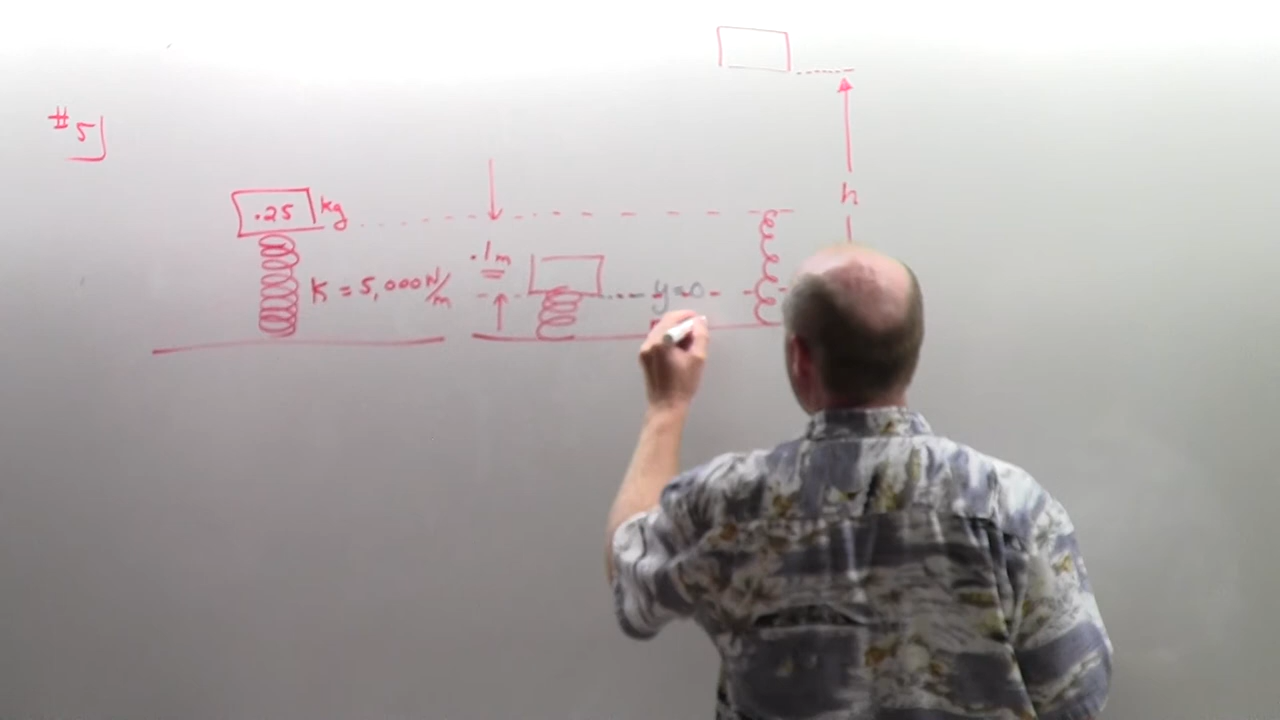 #5
.25 kg
K = 5,000 N/m
.1m
y=0
h